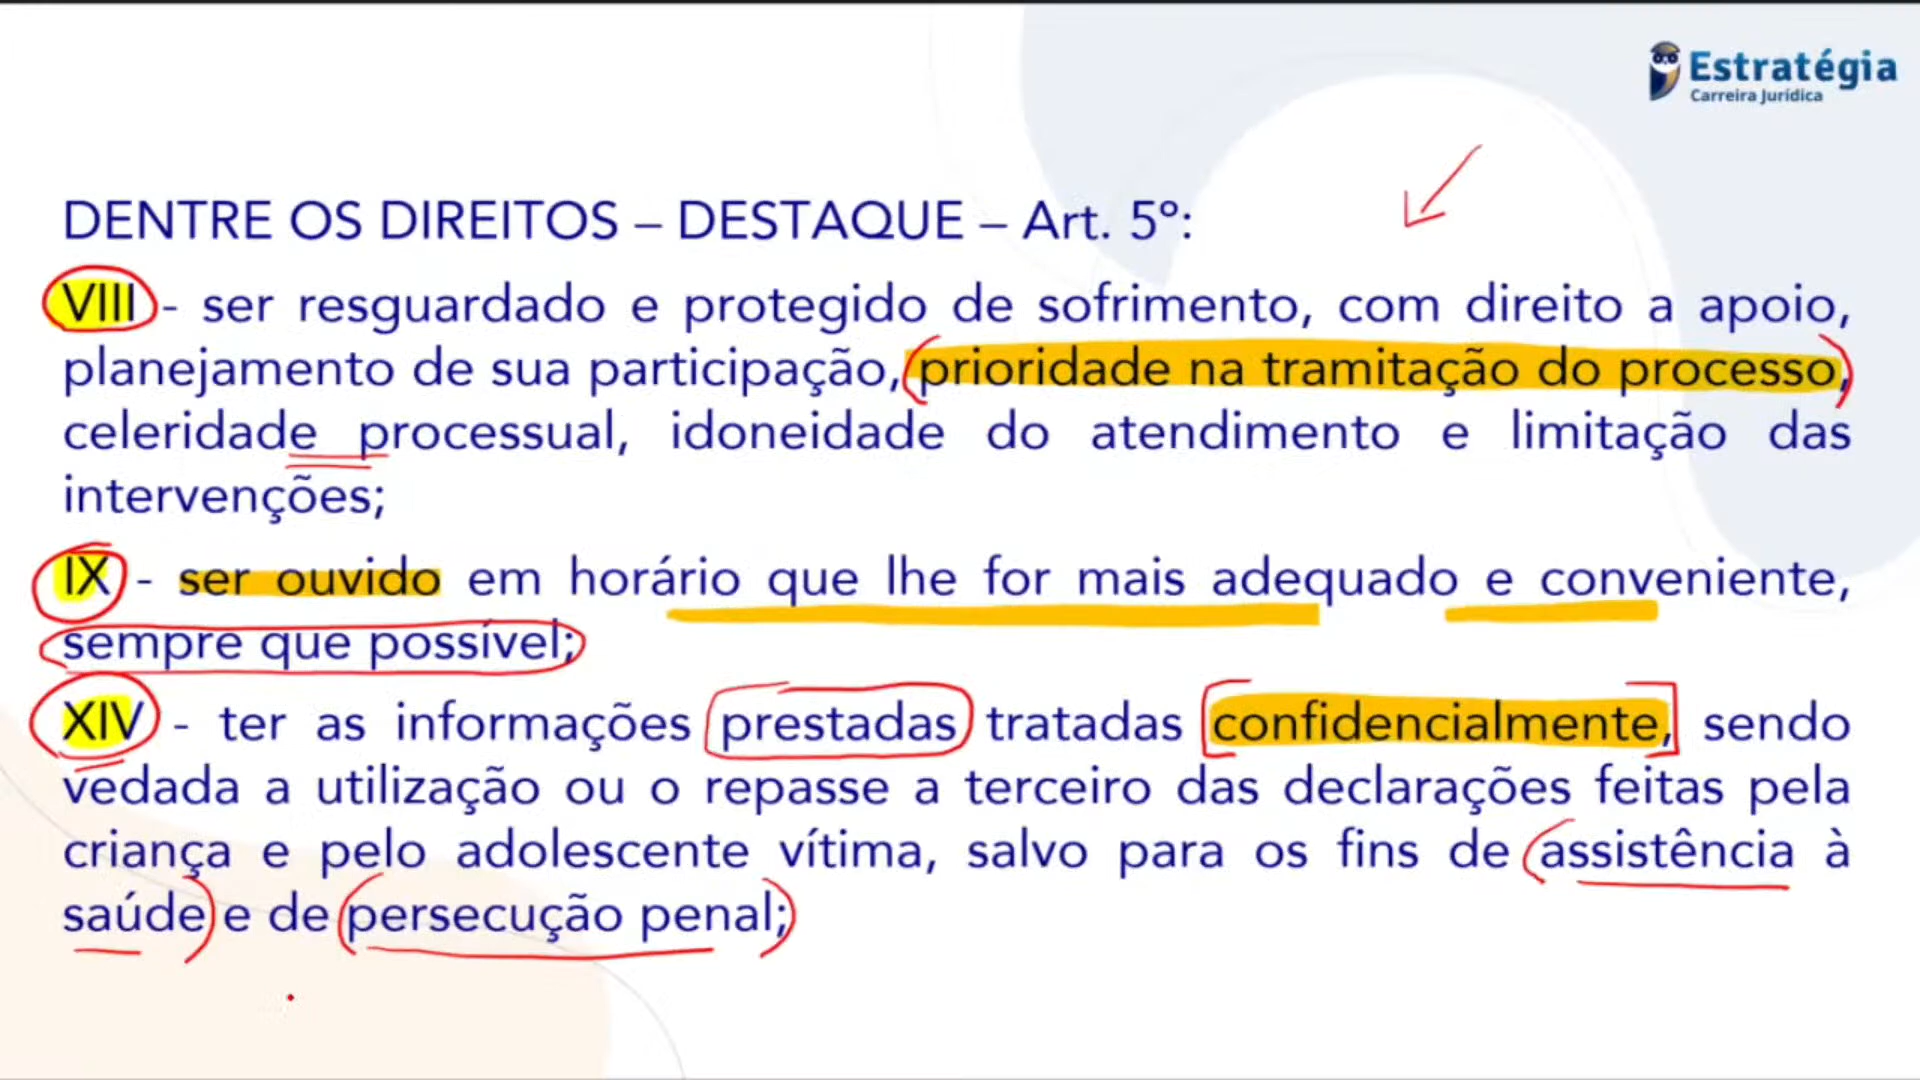 Estratégia
Carreira Jurídica
DENTRE OS DIREITOS – DESTAQUE – Art. 5º:
VIII - ser resguardado e protegido de sofrimento, com direito a apoio,
planejamento de sua participação, prioridade na tramitação do processo,
celeridade processual, idoneidade do atendimento e limitação das
intervenções;
IX - ser ouvido em horário que lhe for mais adequado e conveniente,
sempre que possível;
XIV - ter as informações prestadas tratadas confidencialmente, sendo
vedada a utilização ou o repasse a terceiro das declarações feitas pela
criança e pelo adolescente vítima, salvo para os fins de assistência à
saúde e de persecução penal;